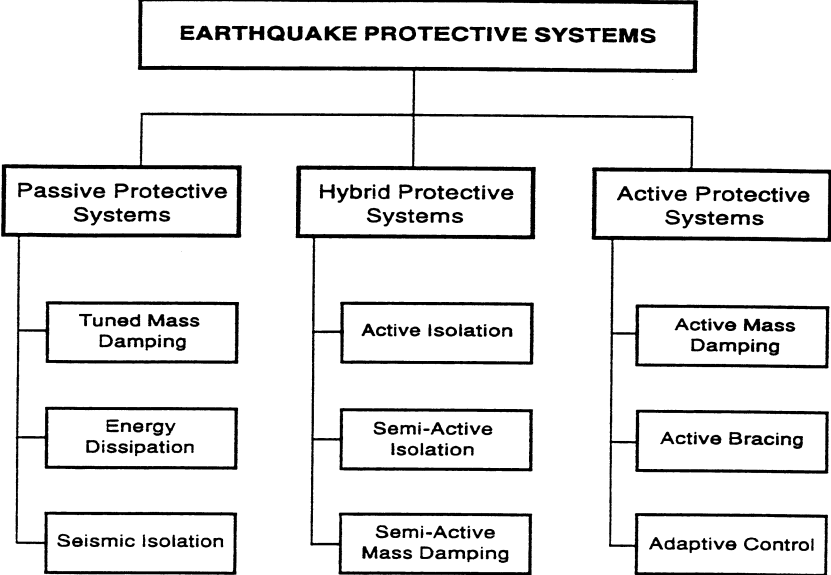 EARTHQUAKE PROTECTIVE SYSTEMS
Passive Protective
Systems
Hybrid Protective
Systems
Active Protective
Systems
Tuned Mass
Damping
Active Isolation
Active Mass
Damping
Energy
Dissipation
Semi-Active
Isolation
Active Bracing
Seismic Isolation
Semi-Active
Mass Damping
Adaptive Control